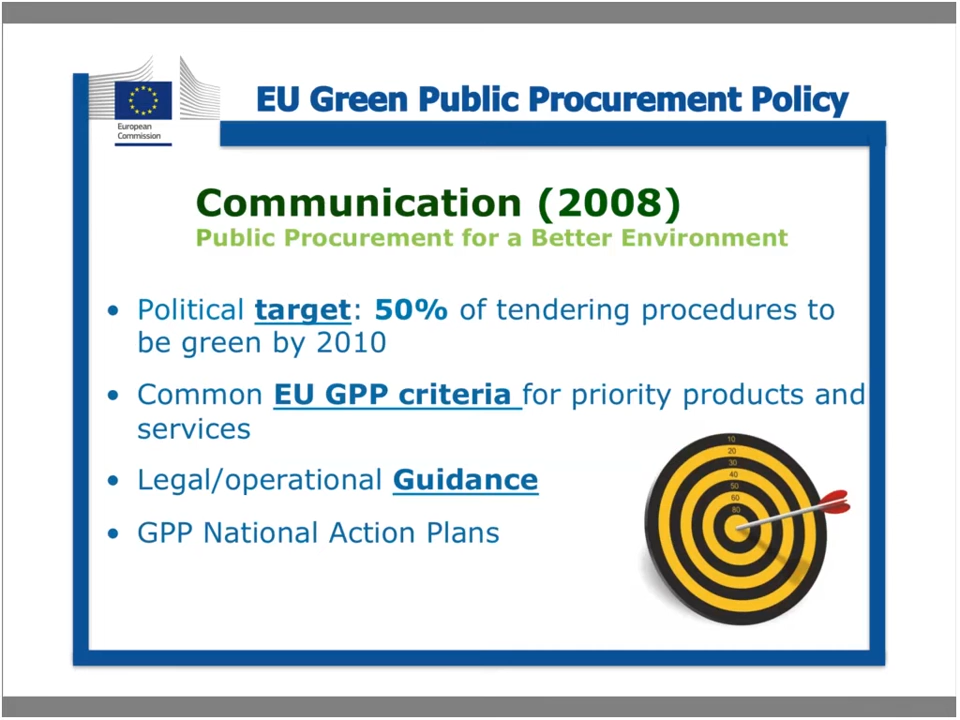 European
Commission
EU Green Public Procurement Policy
Communication (2008)
Public Procurement for a Better Environment
• Political target: 50% of tendering procedures to
be green by 2010
• Common EU GPP criteria for priority products and
services
• Legal/operational Guidance
• GPP National Action Plans
10
20
30
40
50
60
80